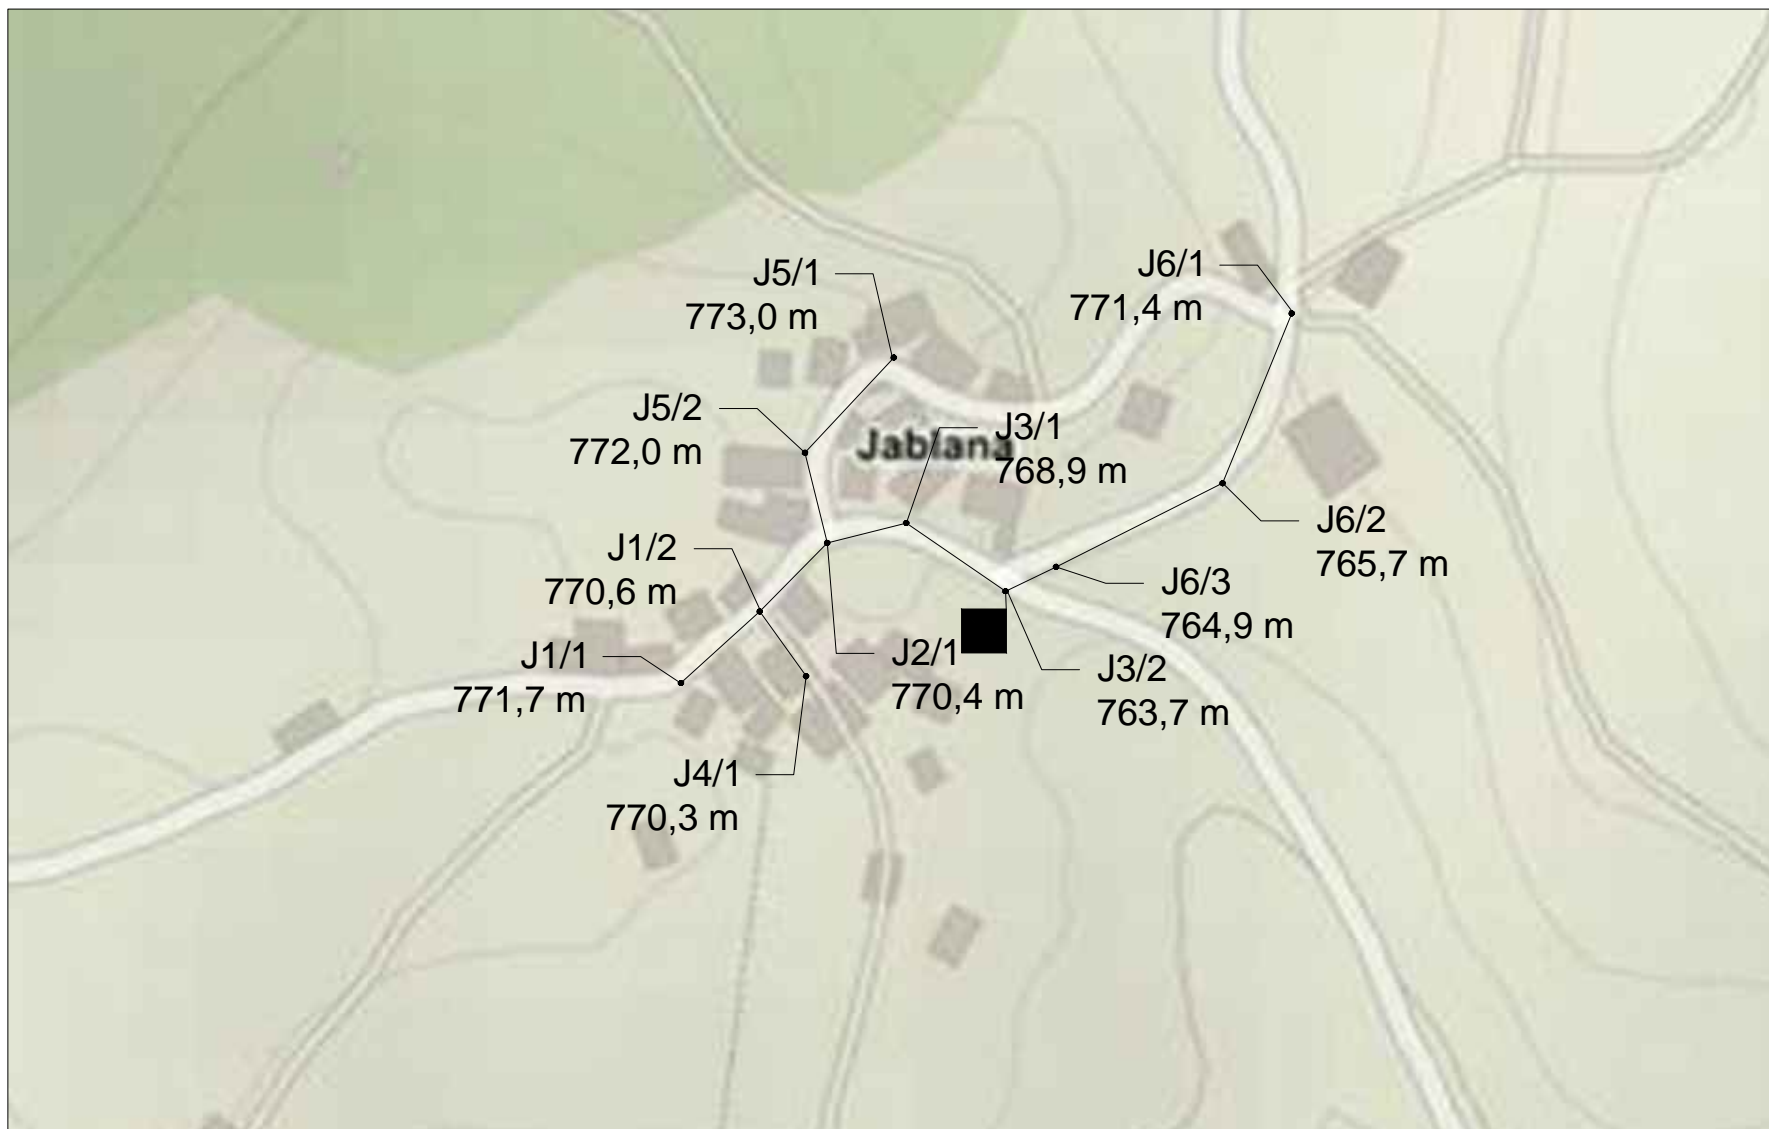 J5/1
773,0 m
J6/1
771,4 m
J5/2
772,0 m
Jablana
J3/1
768,9 m
J6/2
765,7 m
J1/2
770,6 m
J6/3
764,9 m
J1/1
771,7 m
J2/1
770,4 m
J3/2
763,7 m
J4/1
770,3 m